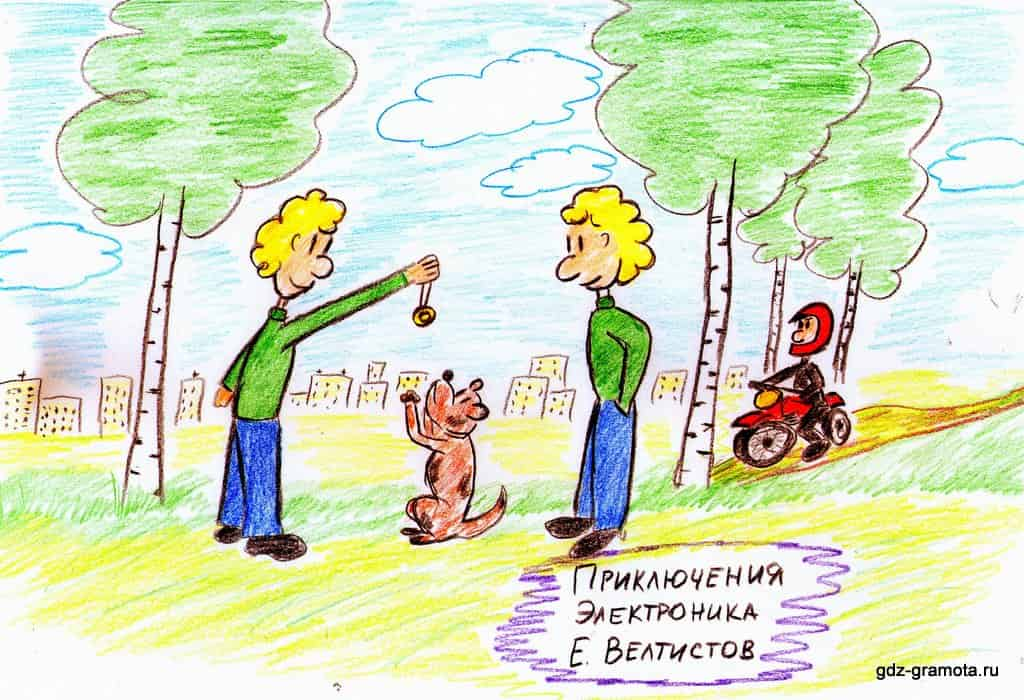 Приключения
Электроника
Е. Велтистов
gdz-gramota.ru